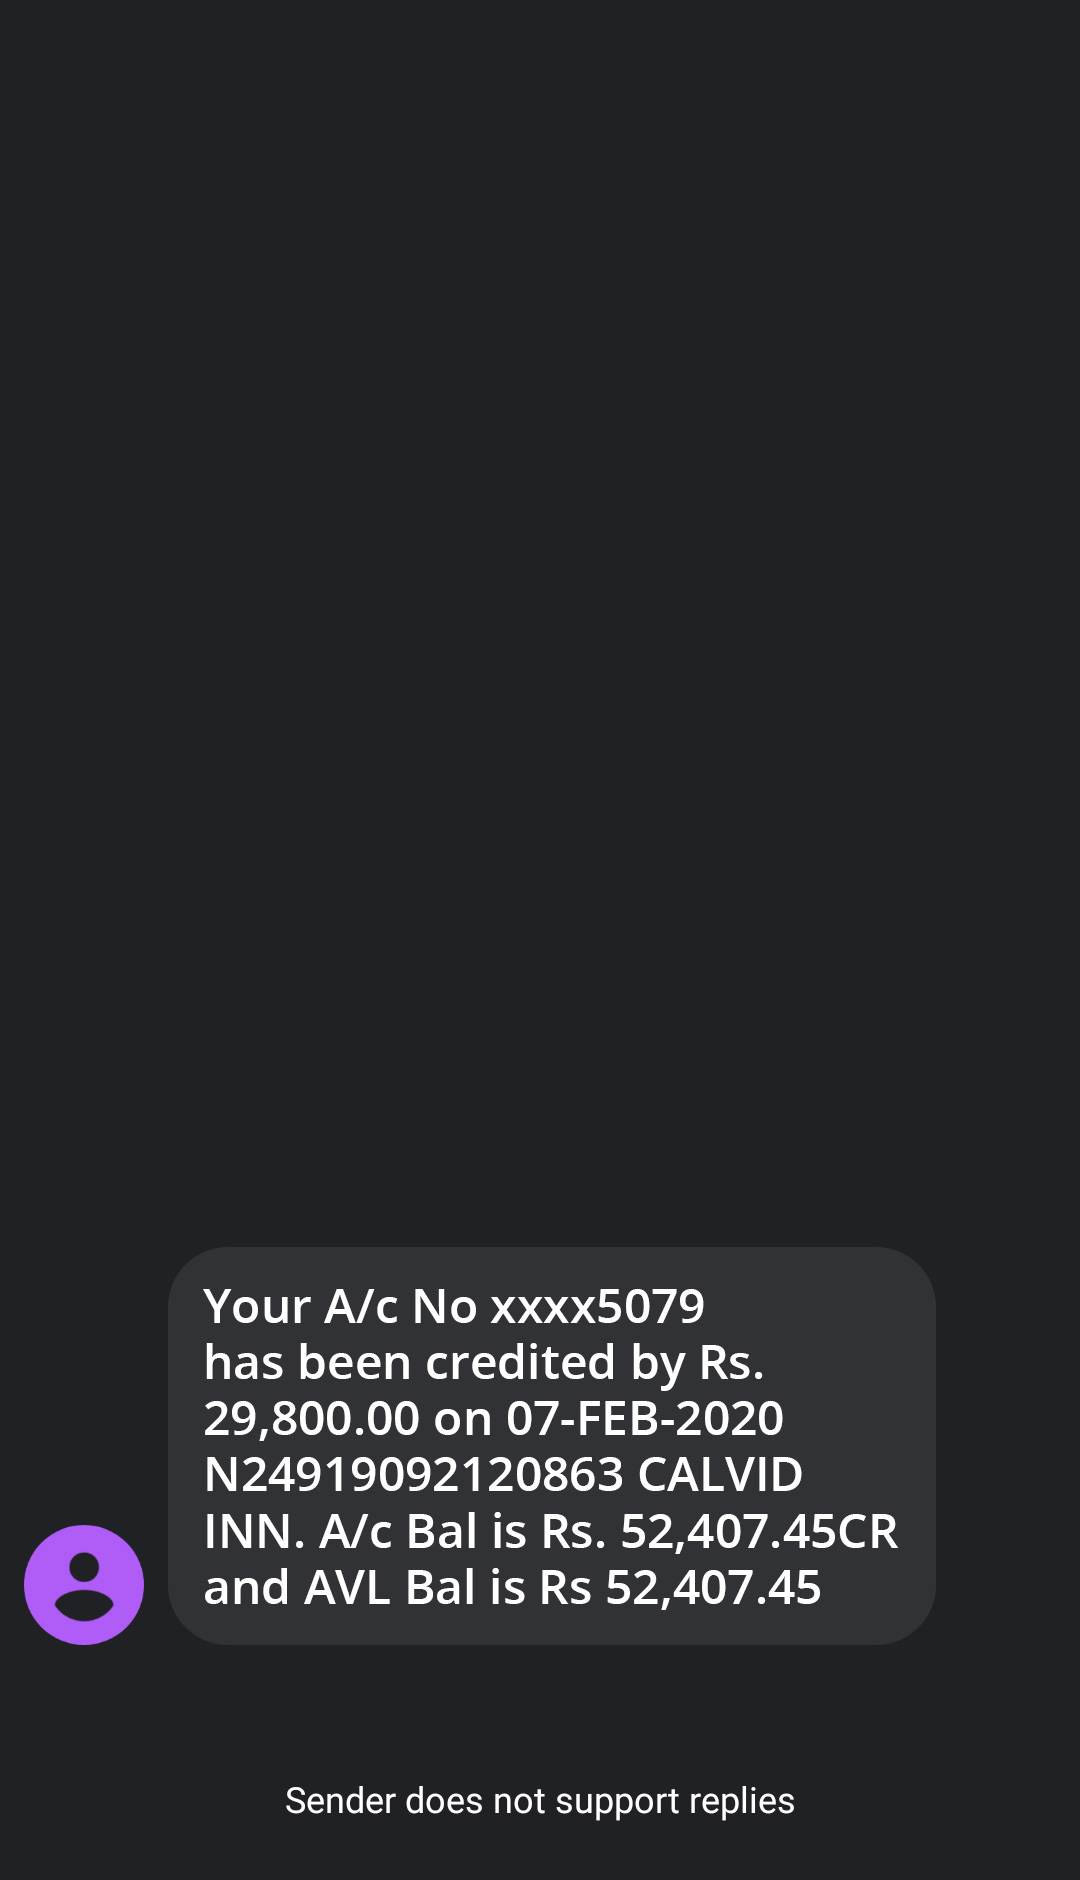 Your A/c No xxxx5079
has been credited by Rs.
29,800.00 on 07-FEB-2020
N24919092120863 CALVID
INN. A/c Bal is Rs. 52,407.45CR
and AVL Bal is Rs 52,407.45
Sender does not support replies